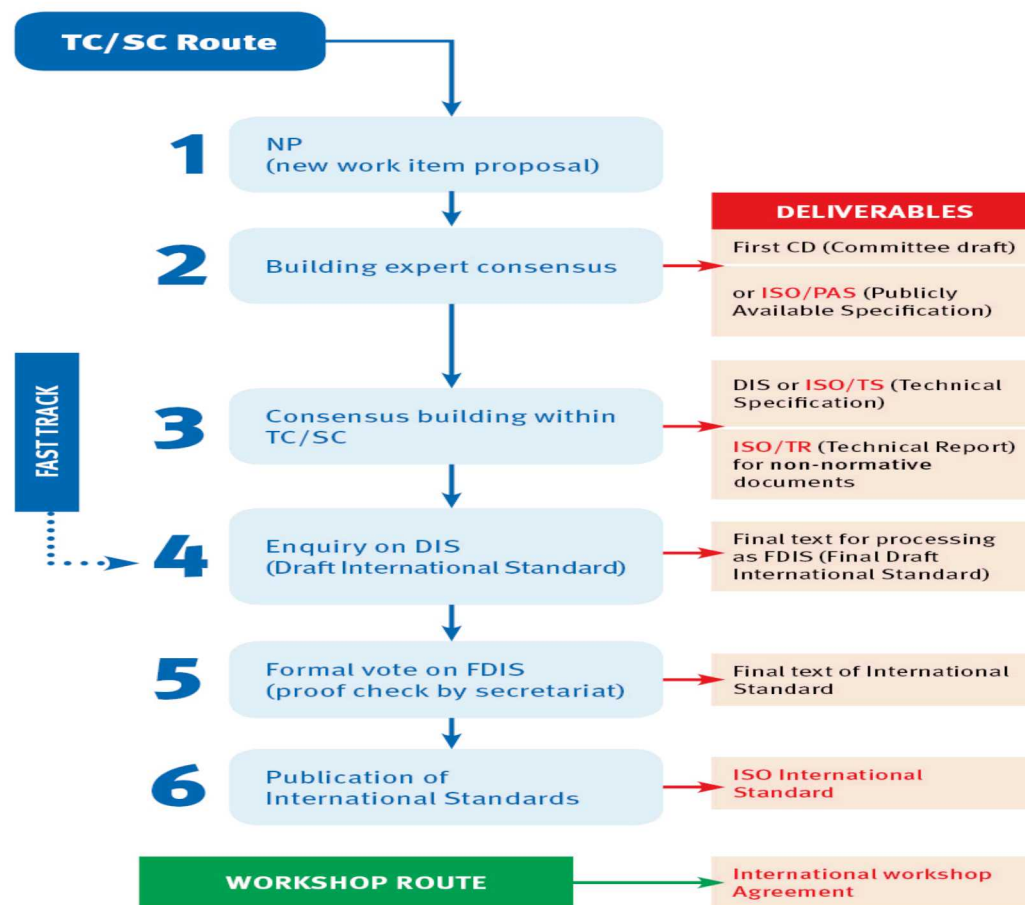 TC/SC Route
1
NP
(new work item proposal)
2
Building expert consensus
DELIVERABLES
First CD (Committee draft)
or ISO/PAS (Publicly
Available Specification)
FAST TRACK
3
Consensus building within
TC/SC
DIS or ISO/TS (Technical
Specification)
ISO/TR (Technical Report)
for non-normative
documents
4
Enquiry on DIS
(Draft International Standard)
Final text for processing
as FDIS (Final Draft
International Standard)
5
Formal vote on FDIS
(proof check by secretariat)
Final text of International
Standard
6
Publication of
International Standards
ISO International
Standard
WORKSHOP ROUTE
International workshop
Agreement